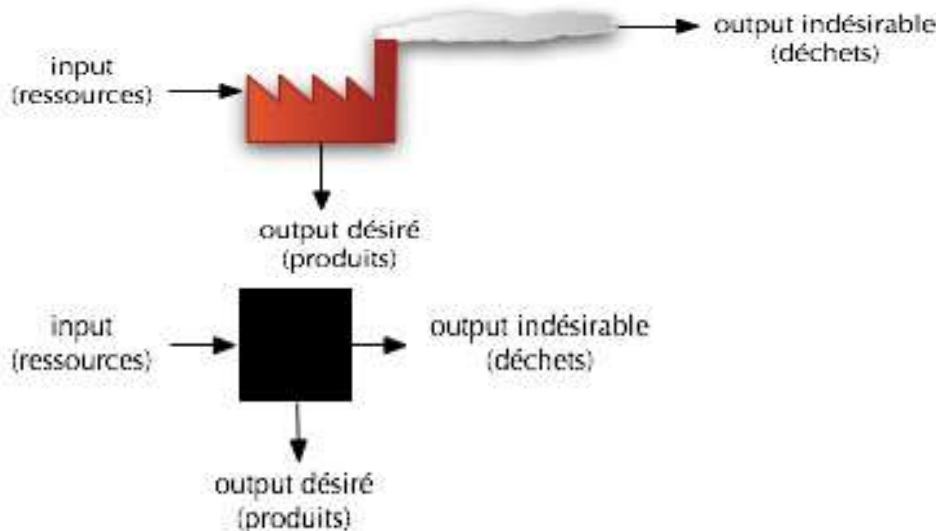 input
(ressources)
output indésirable
(déchets)
output désiré
(produits)
input
(ressources)
output indésirable
(déchets)
output désiré
(produits)